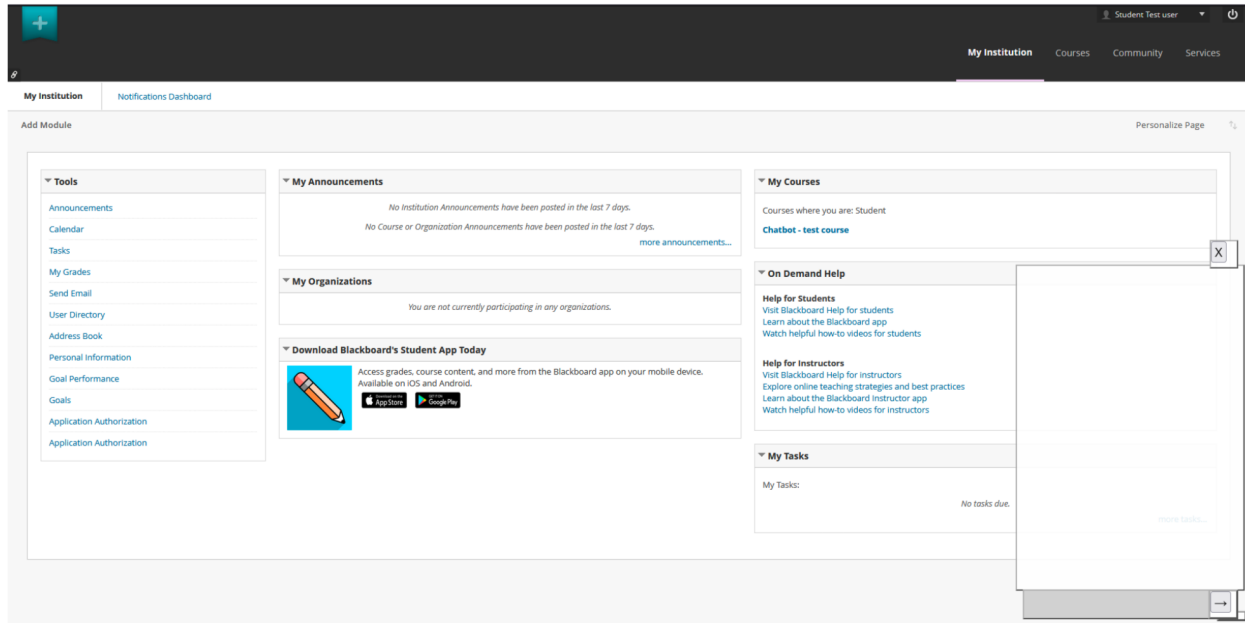 Student Test user
My Institution
Courses
Community
Services
My Institution
Notifications Dashboard
Add Module
Personalize Page
Tools
Announcements
Calendar
Tasks
My Grades
Send Email
User Directory
Address Book
Personal Information
Goal Performance
Goals
Application Authorization
Application Authorization
My Announcements
No Institution Announcements have been posted in the last 7 days.
No Course or Organization Announcements have been posted in the last 7 days.
more announcements...
My Organizations
You are not currently participating in any organizations.
Download Blackboard's Student App Today
Access grades, course content, and more from the Blackboard app on your mobile device.
Available on iOS and Android.
Download on the
App Store
GET IT ON
Google Play
My Courses
Courses where you are: Student
Chatbot - test course
X
On Demand Help
Help for Students
Visit Blackboard Help for students
Learn about the Blackboard app
Watch helpful how-to videos for students
Help for Instructors
Visit Blackboard Help for instructors
Explore online teaching strategies and best practices
Learn about the Blackboard Instructor app
Watch helpful how-to videos for instructors
My Tasks
My Tasks:
No tasks due.
more tasks...
→